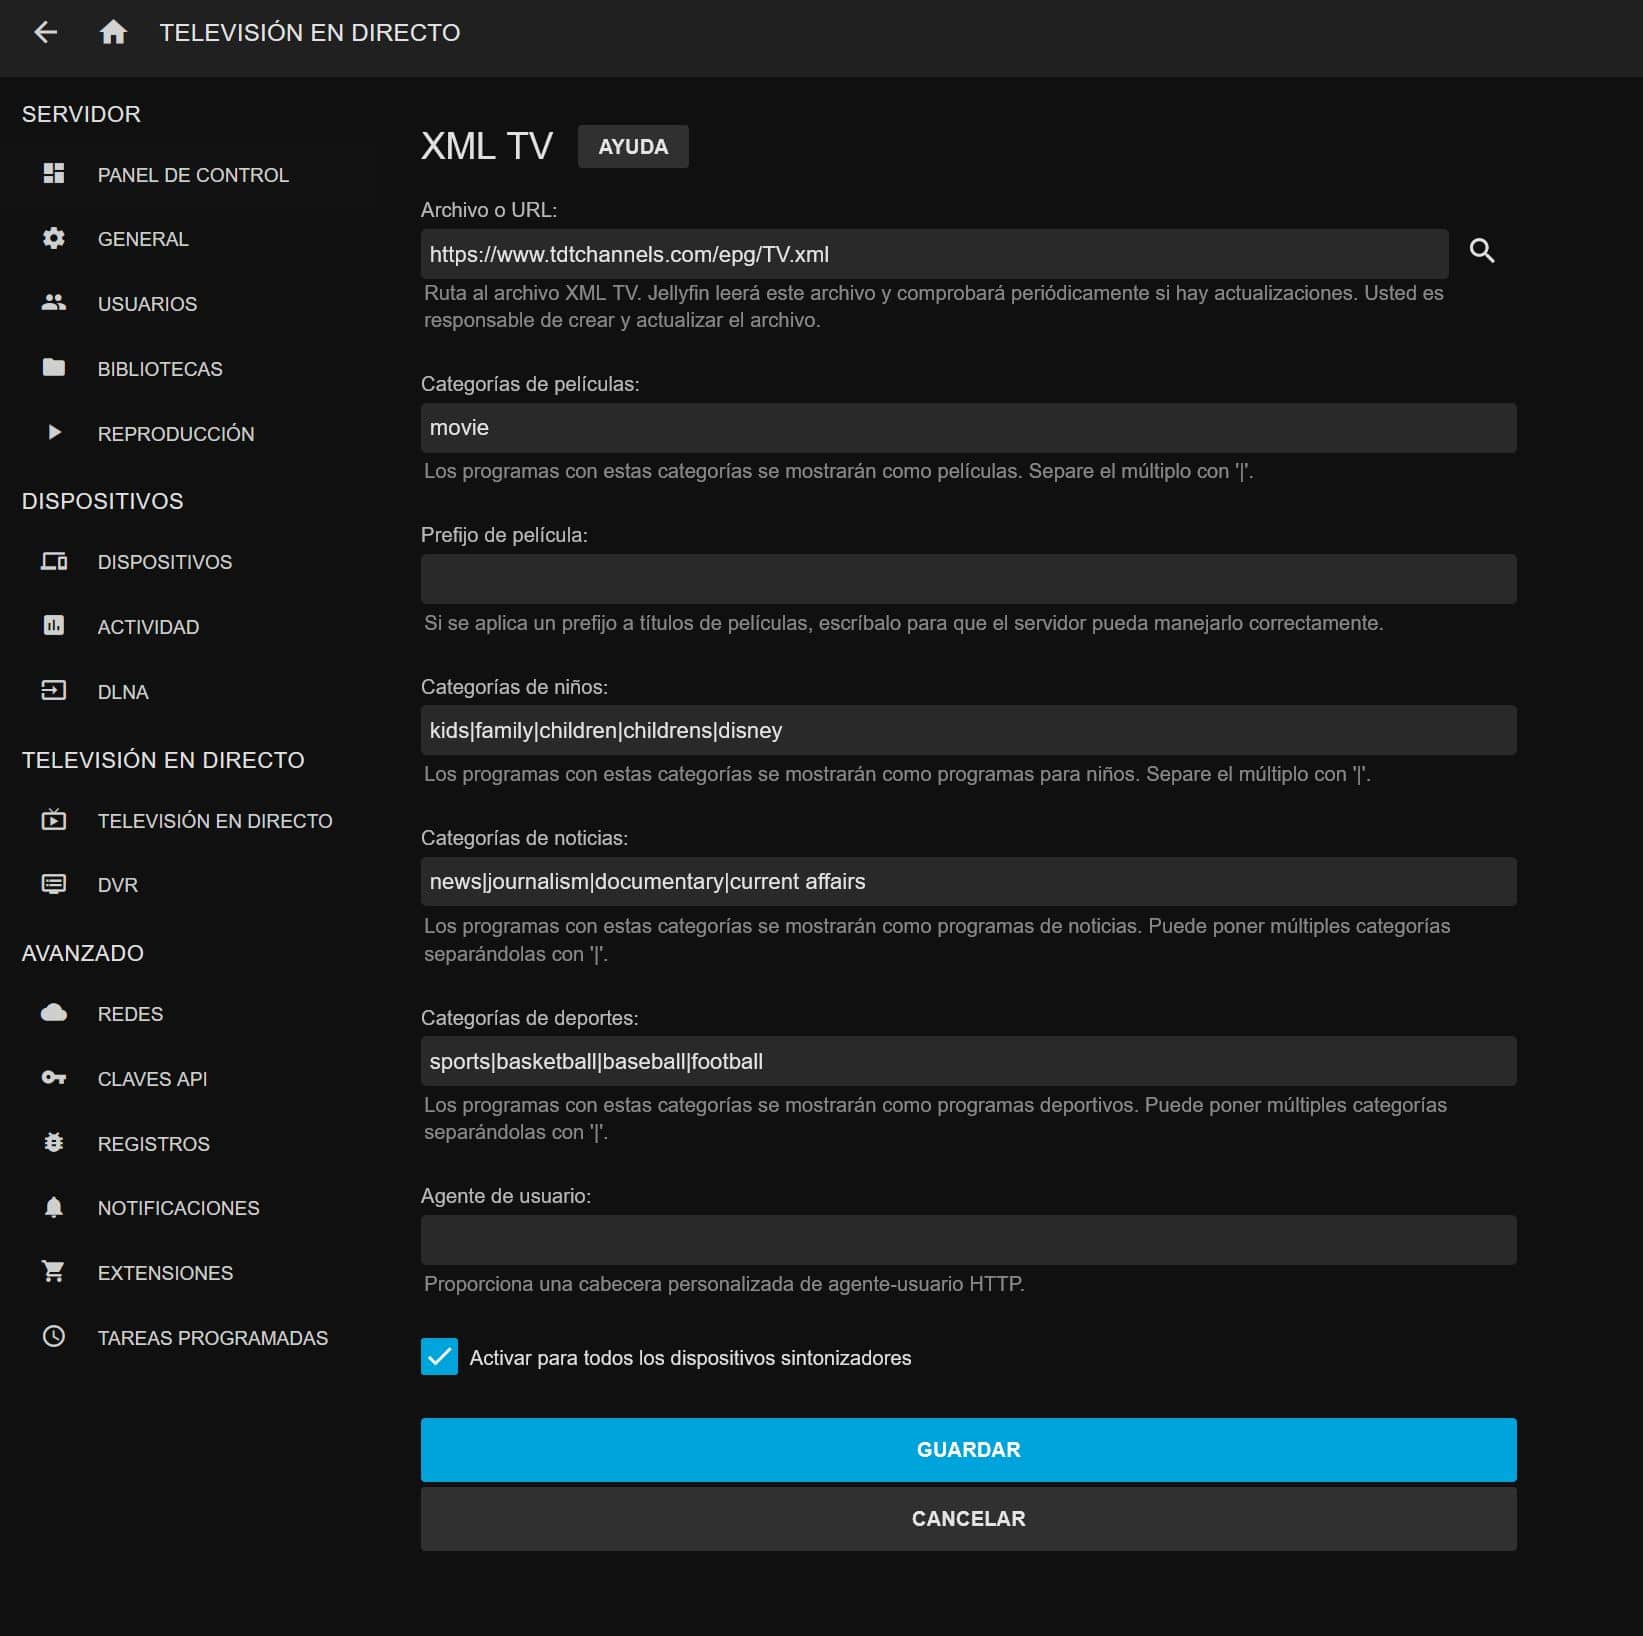 TELEVISIÓN EN DIRECTO
SERVIDOR
PANEL DE CONTROL
GENERAL
USUARIOS
BIBLIOTECAS
REPRODUCCIÓN
DISPOSITIVOS
DISPOSITIVOS
ACTIVIDAD
DLNA
TELEVISIÓN EN DIRECTO
TELEVISIÓN EN DIRECTO
DVR
AVANZADO
REDES
CLAVES API
REGISTROS
NOTIFICACIONES
EXTENSIONES
TAREAS PROGRAMADAS
XML TV
AYUDA
Archivo o URL:
https://www.tdtchannels.com/epg/TV.xml
Ruta al archivo XML TV. Jellyfin leerá este archivo y comprobará periódicamente si hay actualizaciones. Usted es
responsable de crear y actualizar el archivo.
Categorías de películas:
movie
Los programas con estas categorías se mostrarán como películas. Separe el múltiplo con '|'.
Prefijo de película:
Si se aplica un prefijo a títulos de películas, escríbalo para que el servidor pueda manejarlo correctamente.
Categorías de niños:
kids|family|children|childrens|disney
Los programas con estas categorías se mostrarán como programas para niños. Separe el múltiplo con '|'.
Categorías de noticias:
news|journalism|documentary|current affairs
Los programas con estas categorías se mostrarán como programas de noticias. Puede poner múltiples categorías
separándolas con '|'.
Categorías de deportes:
sports|basketball|baseball|football
Los programas con estas categorías se mostrarán como programas deportivos. Puede poner múltiples categorías
separándolas con '|'.
Agente de usuario:
Proporciona una cabecera personalizada de agente-usuario HTTP.
Activar para todos los dispositivos sintonizadores
GUARDAR
CANCELAR